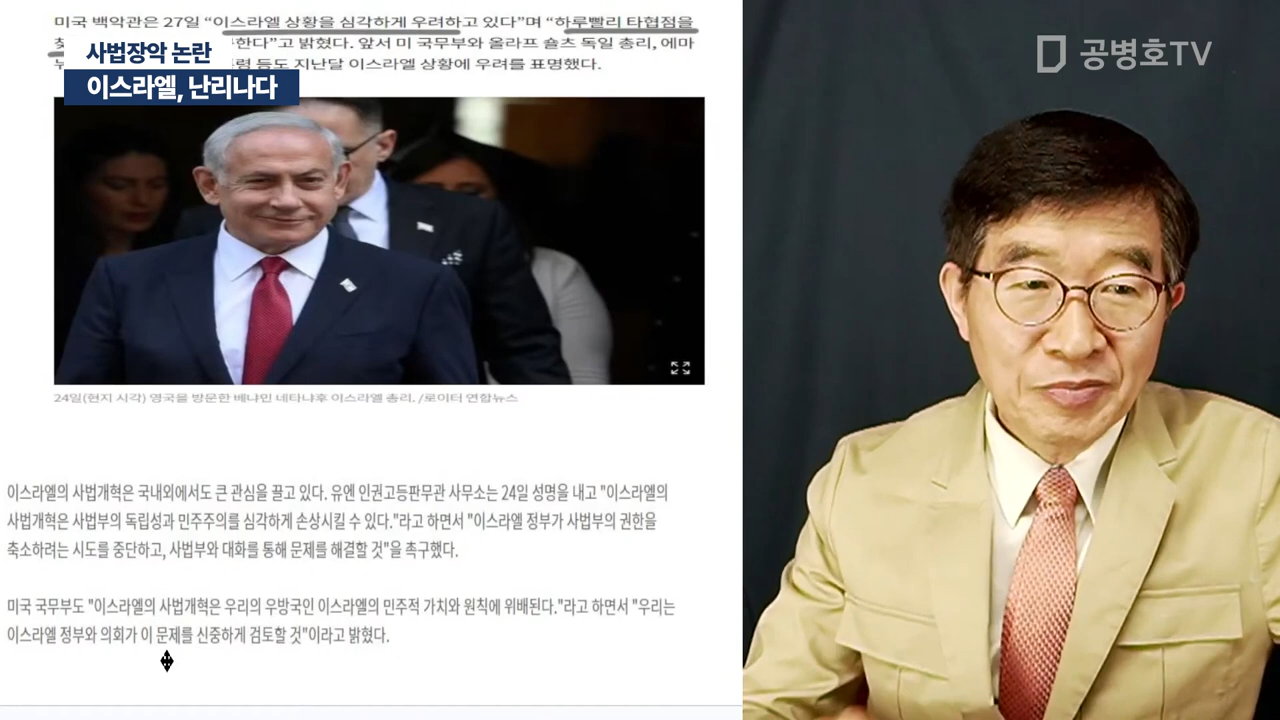 미국 백악관은 27일 “이스라엘 상황을 심각하게 우려하고 있다”며 “하루빨리 타협점을
한다”고 밝혔다. 앞서 미 국무부와 올라프 숄츠 독일 총리, 에마
등도 지난달 이스라엘 상황에 우려를 표명했다.
사법장악 논란
이스라엘, 난리나다
공병호TV
24일(현지 시각) 영국을 방문한 베냐민 네타냐후 이스라엘 총리. /로이터 연합뉴스
이스라엘의 사법개혁은 국내외에서도 큰 관심을 끌고 있다. 유엔 인권고등판무관 사무소는 24일 성명을 내고 "이스라엘의
사법개혁은 사법부의 독립성과 민주주의를 심각하게 손상시킬 수 있다."라고 하면서 "이스라엘 정부가 사법부의 권한을
축소하려는 시도를 중단하고, 사법부와 대화를 통해 문제를 해결할 것"을 촉구했다.
미국 국무부도 "이스라엘의 사법개혁은 우리의 우방국인 이스라엘의 민주적 가치와 원칙에 위배된다."라고 하면서 "우리는
이스라엘 정부와 의회가 이 문제를 신중하게 검토할 것"이라고 밝혔다.